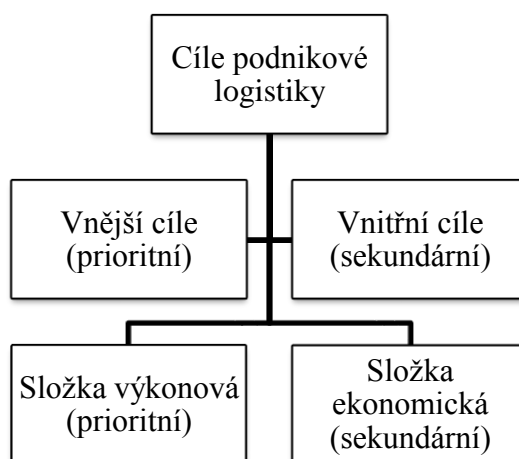 Cíle podnikové
logistiky
Vnější cíle
(prioritní)
Vnitřní cíle
(sekundární)
Složka výkonová
(prioritní)
Složka
ekonomická
(sekundární)